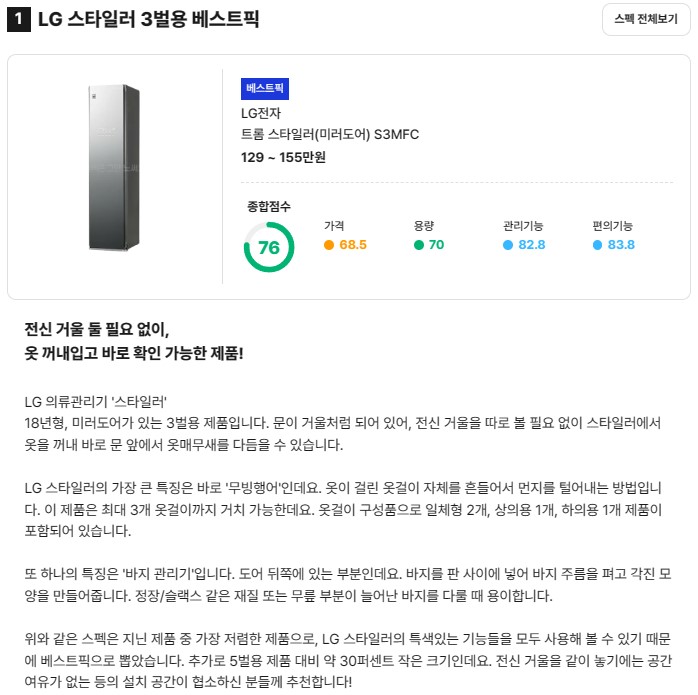 1 LG 스타일러 3벌용 베스트픽
스펙 전체보기
베스트픽
LG전자
트롬 스타일러(미러도어) S3MFC
129 ~ 155만원
종합점수
76
가격
68.5
용량
70
관리기능
82.8
편의기능
83.8
전신 거울 둘 필요 없이,
옷 꺼내입고 바로 확인 가능한 제품!
LG 의류관리기 '스타일러'
18년형, 미러도어가 있는 3벌용 제품입니다. 문이 거울처럼 되어 있어, 전신 거울을 따로 볼 필요 없이 스타일러에서
옷을 꺼내 바로 문 앞에서 옷매무새를 다듬을 수 있습니다.
LG 스타일러의 가장 큰 특징은 바로 '무빙행어'인데요. 옷이 걸린 옷걸이 자체를 흔들어서 먼지를 털어내는 방법입니
다. 이 제품은 최대 3개 옷걸이까지 거치 가능한데요. 옷걸이 구성품으로 일체형 2개, 상의용 1개, 하의용 1개 제품이
포함되어 있습니다.
또 하나의 특징은 '바지 관리기'입니다. 도어 뒤쪽에 있는 부분인데요. 바지를 판 사이에 넣어 바지 주름을 펴고 각진 모
양을 만들어줍니다. 정장/슬랙스 같은 재질 또는 무릎 부분이 늘어난 바지를 다룰 때 용이합니다.
위와 같은 스펙은 지닌 제품 중 가장 저렴한 제품으로, LG 스타일러의 특색있는 기능들을 모두 사용해 볼 수 있기 때문
에 베스트픽으로 뽑았습니다. 추가로 5벌용 제품 대비 약 30퍼센트 작은 크기인데요. 전신 거울을 같이 놓기에는 공간
여유가 없는 등의 설치 공간이 협소하신 분들께 추천합니다!